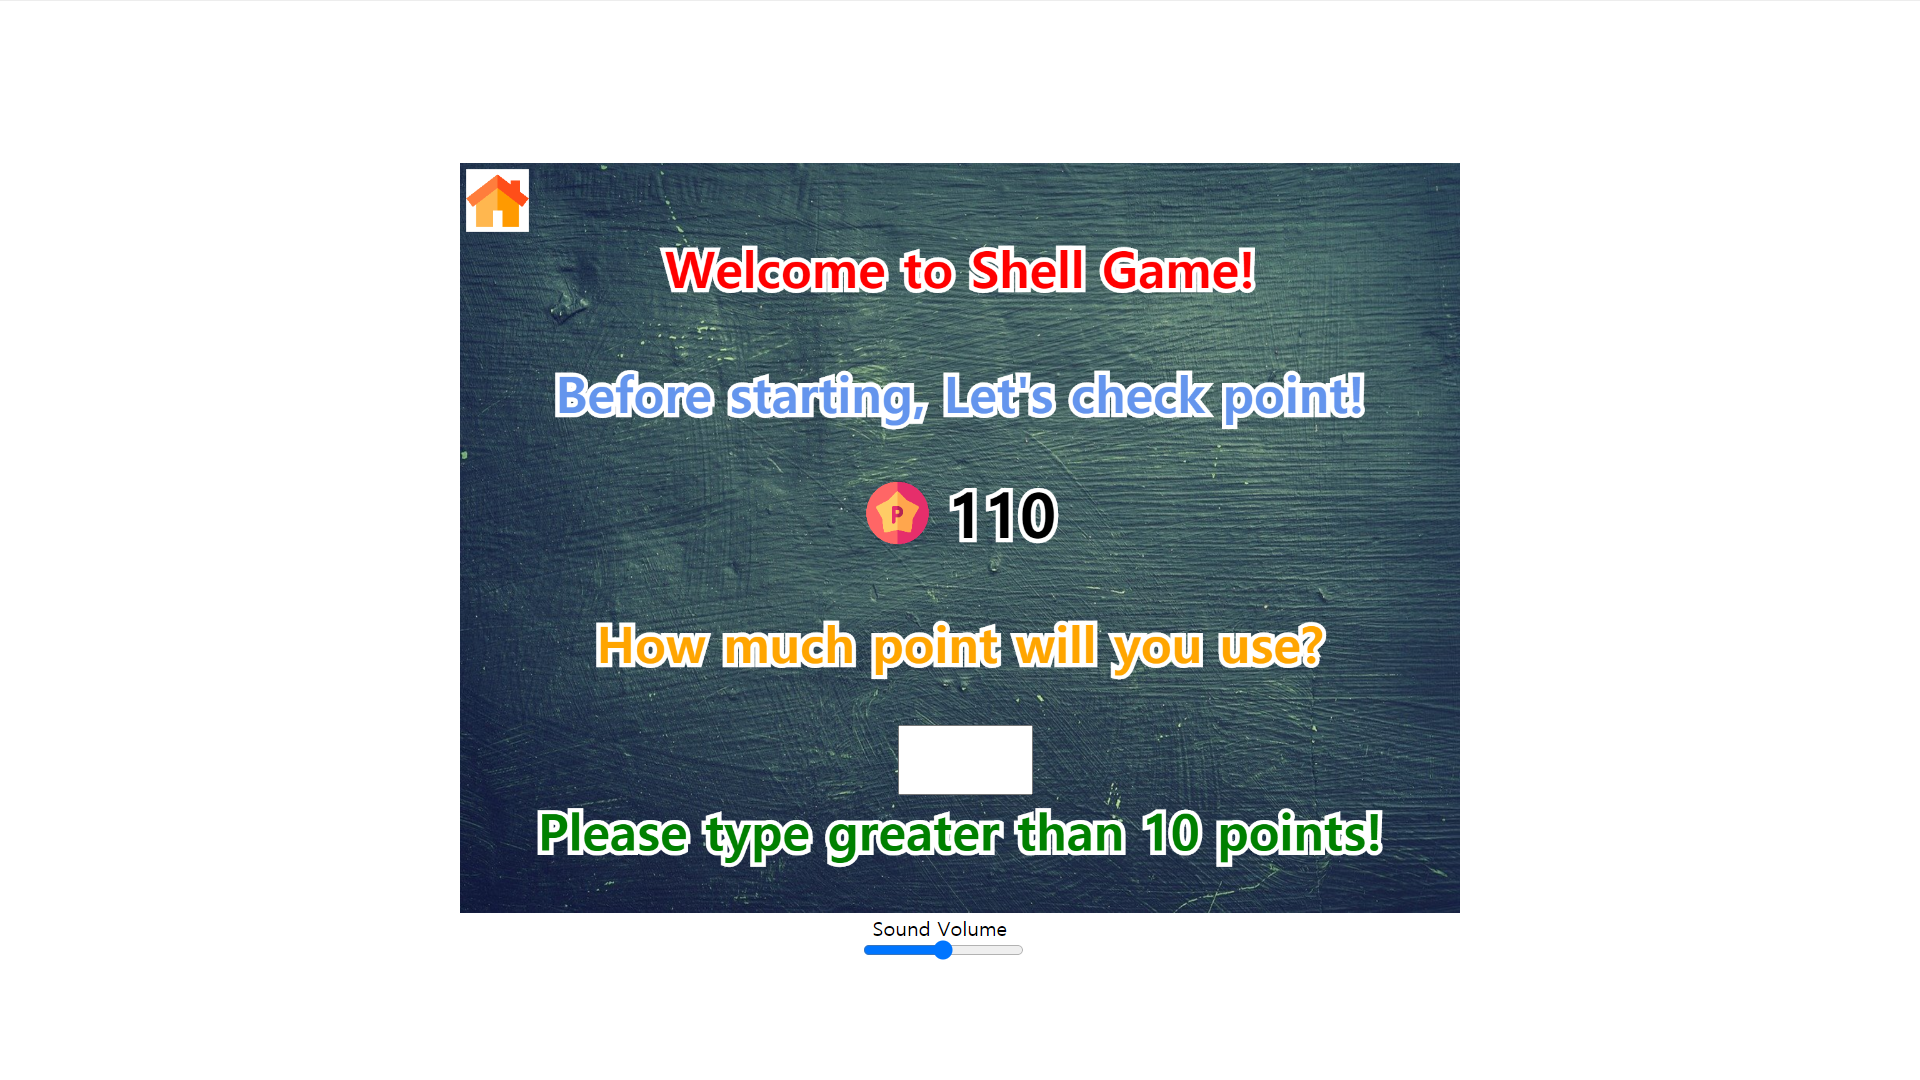 Welcome to Shell Game!
Before starting, Let's check point!
P 110
How much point will you use?
Please type greater than 10 points!
Sound Volume